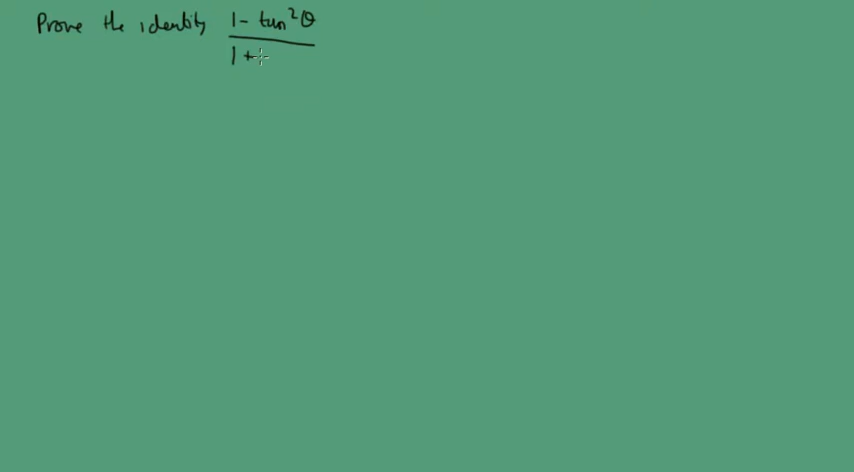 Prove the identity 1 - tan²θ
1 +